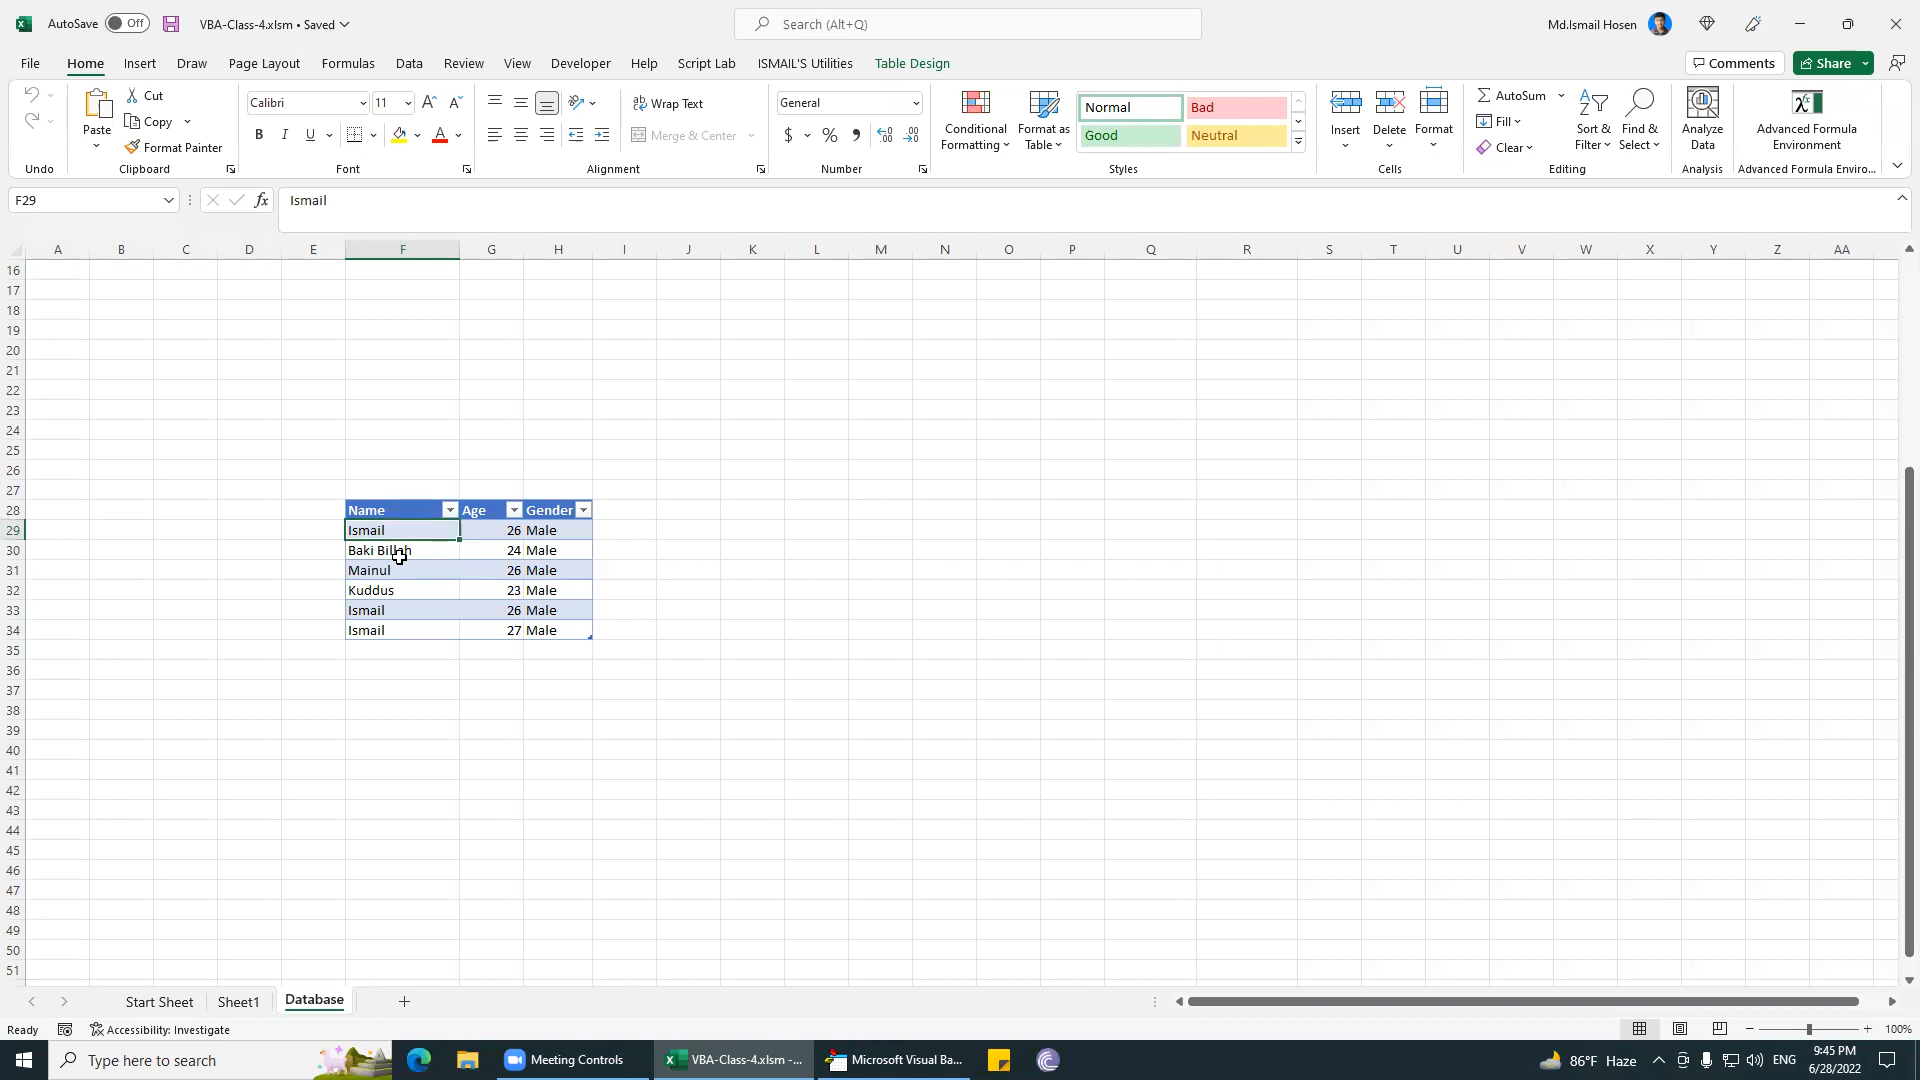 AutoSave Off VBA-Class-4.xlsm • Saved Search (Alt+Q) Md.Ismail Hosen
File Home Insert Draw Page Layout Formulas Data Review View Developer Help Script Lab ISMAIL'S Utilities Table Design Comments Share
Paste Cut Copy Format Painter
Calibri 11 B I U
Wrap Text Merge & Center
General $ % ,
Conditional Formatting Format as Table
Normal Bad
Good Neutral
Insert Delete Format
AutoSum Fill Clear Sort & Filter Find & Select
Analyze Data
Advanced Formula Environment
Undo Clipboard Font Alignment Number Styles Cells Editing Analysis Advanced Formula Enviro...
F29 fx Ismail
A B C D E F G H I J K L M N O P Q R S T U V W X Y Z AA
16
17
18
19
20
21
22
23
24
25
26
27
28 Name Age Gender
29 Ismail 26 Male
30 Baki Billah 24 Male
31 Mainul 26 Male
32 Kuddus 23 Male
33 Ismail 26 Male
34 Ismail 27 Male
35
36
37
38
39
40
41
42
43
44
45
46
47
48
49
50
51
Start Sheet Sheet1 Database
Ready Accessibility: Investigate 100%
Type here to search Meeting Controls VBA-Class-4.xlsm -... Microsoft Visual Ba... 86°F Haze ENG 9:45 PM
6/28/2022